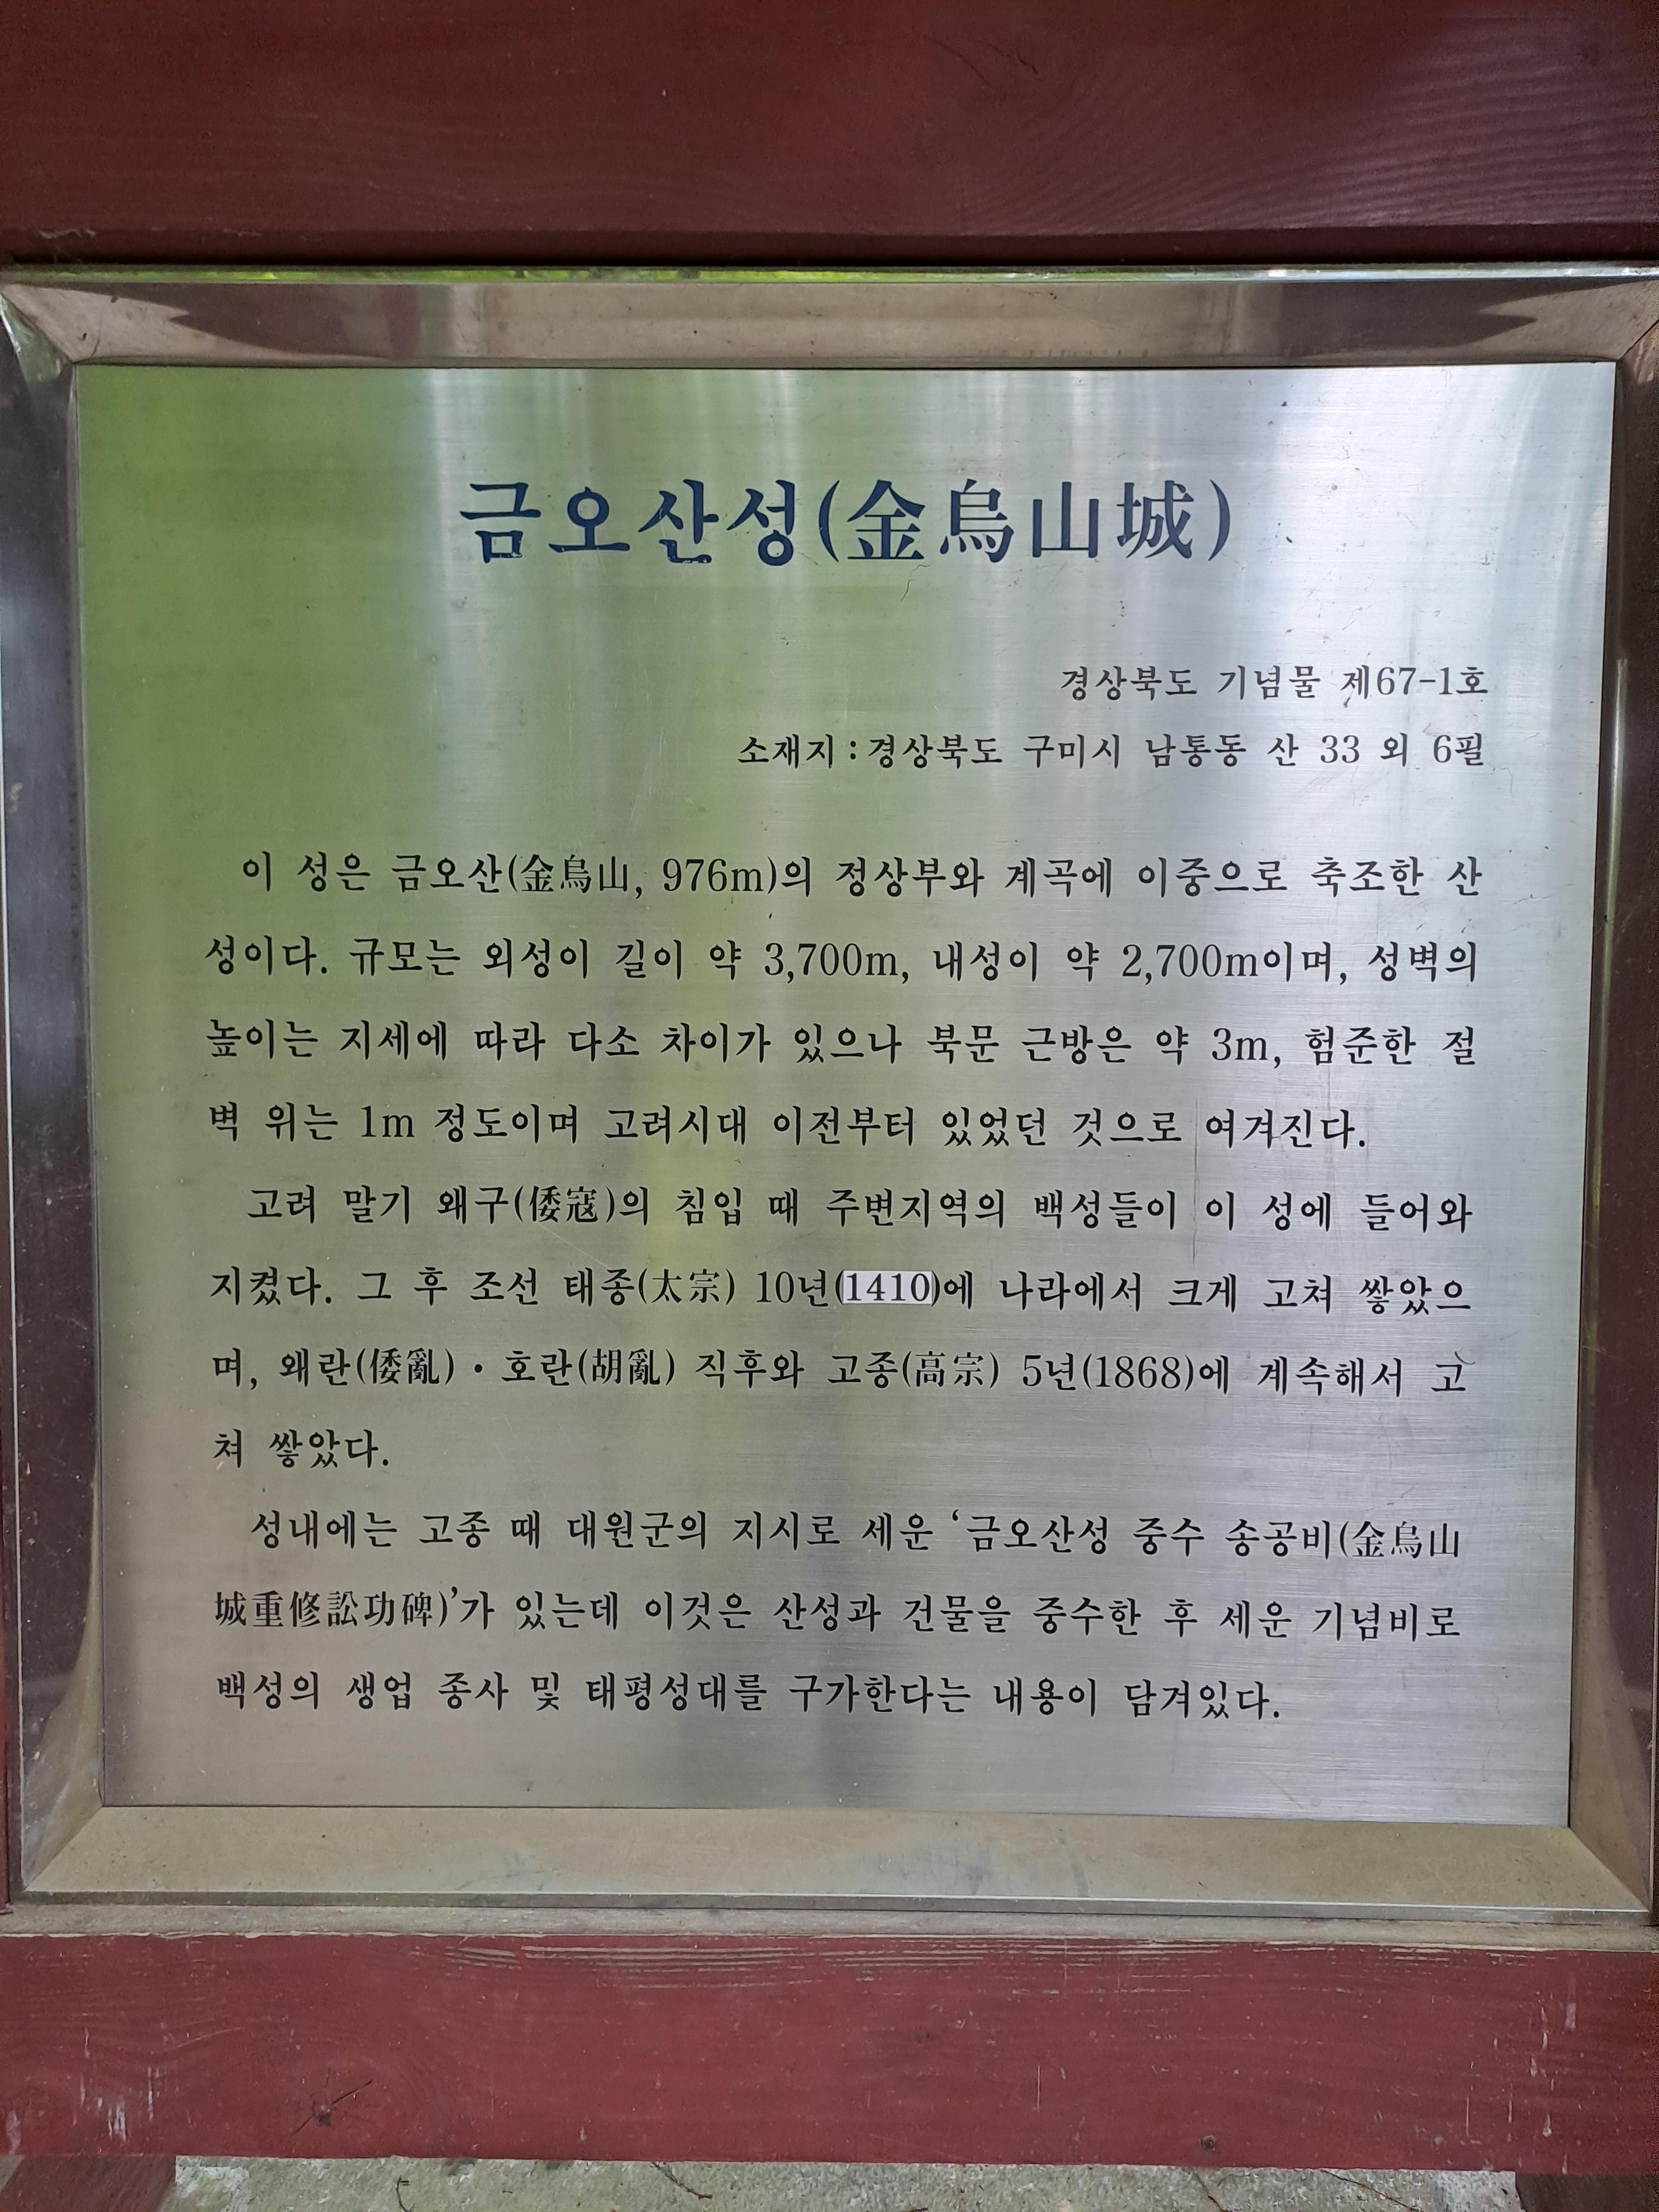 금오산성(金烏山城)
경상북도 기념물 제67-1호
소재지 : 경상북도 구미시 남통동 산 33 외 6필
이 성은 금오산(金烏山, 976m)의 정상부와 계곡에 이중으로 축조한 산
성이다. 규모는 외성이 길이 약 3,700m, 내성이 약 2,700m이며, 성벽의
높이는 지세에 따라 다소 차이가 있으나 북문 근방은 약 3m, 험준한 절
벽 위는 1m 정도이며 고려시대 이전부터 있었던 것으로 여겨진다.
고려 말기 왜구(倭寇)의 침입 때 주변지역의 백성들이 이 성에 들어와
지켰다. 그 후 조선 태종(太宗) 10년(1410)에 나라에서 크게 고쳐 쌓았으
며, 왜란(倭亂)·호란(胡亂) 직후와 고종(高宗) 5년(1868)에 계속해서 고
쳐 쌓았다.
성내에는 고종 때 대원군의 지시로 세운 ‘금오산성 중수 송공비(金烏山
城重修訟功碑)’가 있는데 이것은 산성과 건물을 중수한 후 세운 기념비로
백성의 생업 종사 및 태평성대를 구가한다는 내용이 담겨있다.